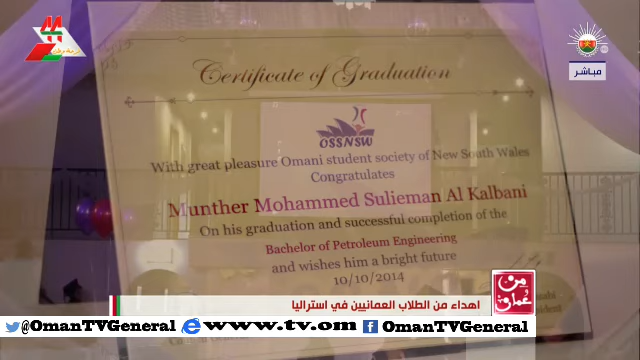 44
مباشر
Certificate of Graduation
OSSNSW
With great pleasure Omani student society of New South Wales
Congratulates
Munther Mohammed Sulieman Al Kalbani
On his graduation and successful completion of the
Bachelor of Petroleum Engineering
and wishes him a bright future
10/10/2014
من عمان
اهداء من الطلاب العمانيين في استراليا
@OmanTVGeneral www.tv.om OmanTVGeneral